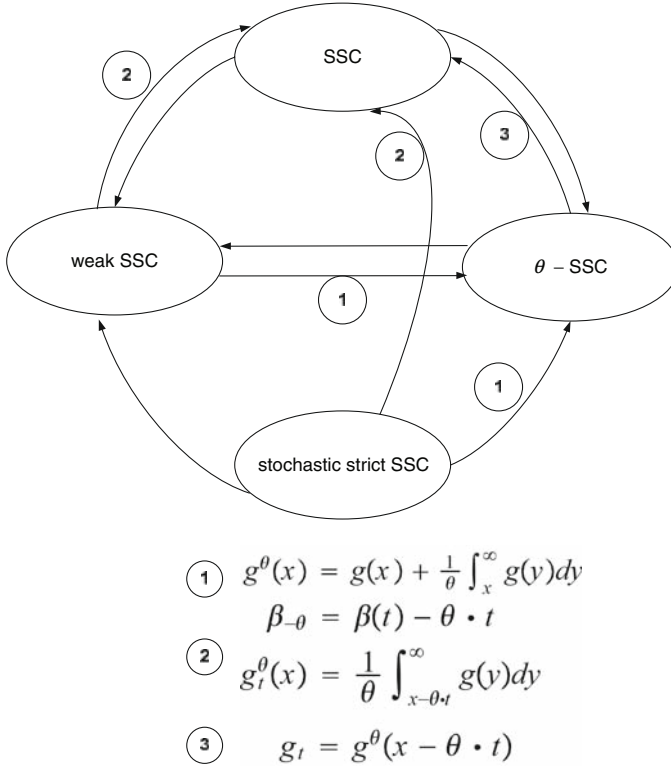 SSC
2
3
2
weak SSC
θ – SSC
1
1
stochastic strict SSC
1 g^θ(x) = g(x) + 1/θ ∫_x^∞ g(y)dy
β_{−θ} = β(t) − θ • t
2 g_t^θ(x) = 1/θ ∫_{x−θ•t}^∞ g(y)dy
3 g_t = g^θ(x − θ • t)